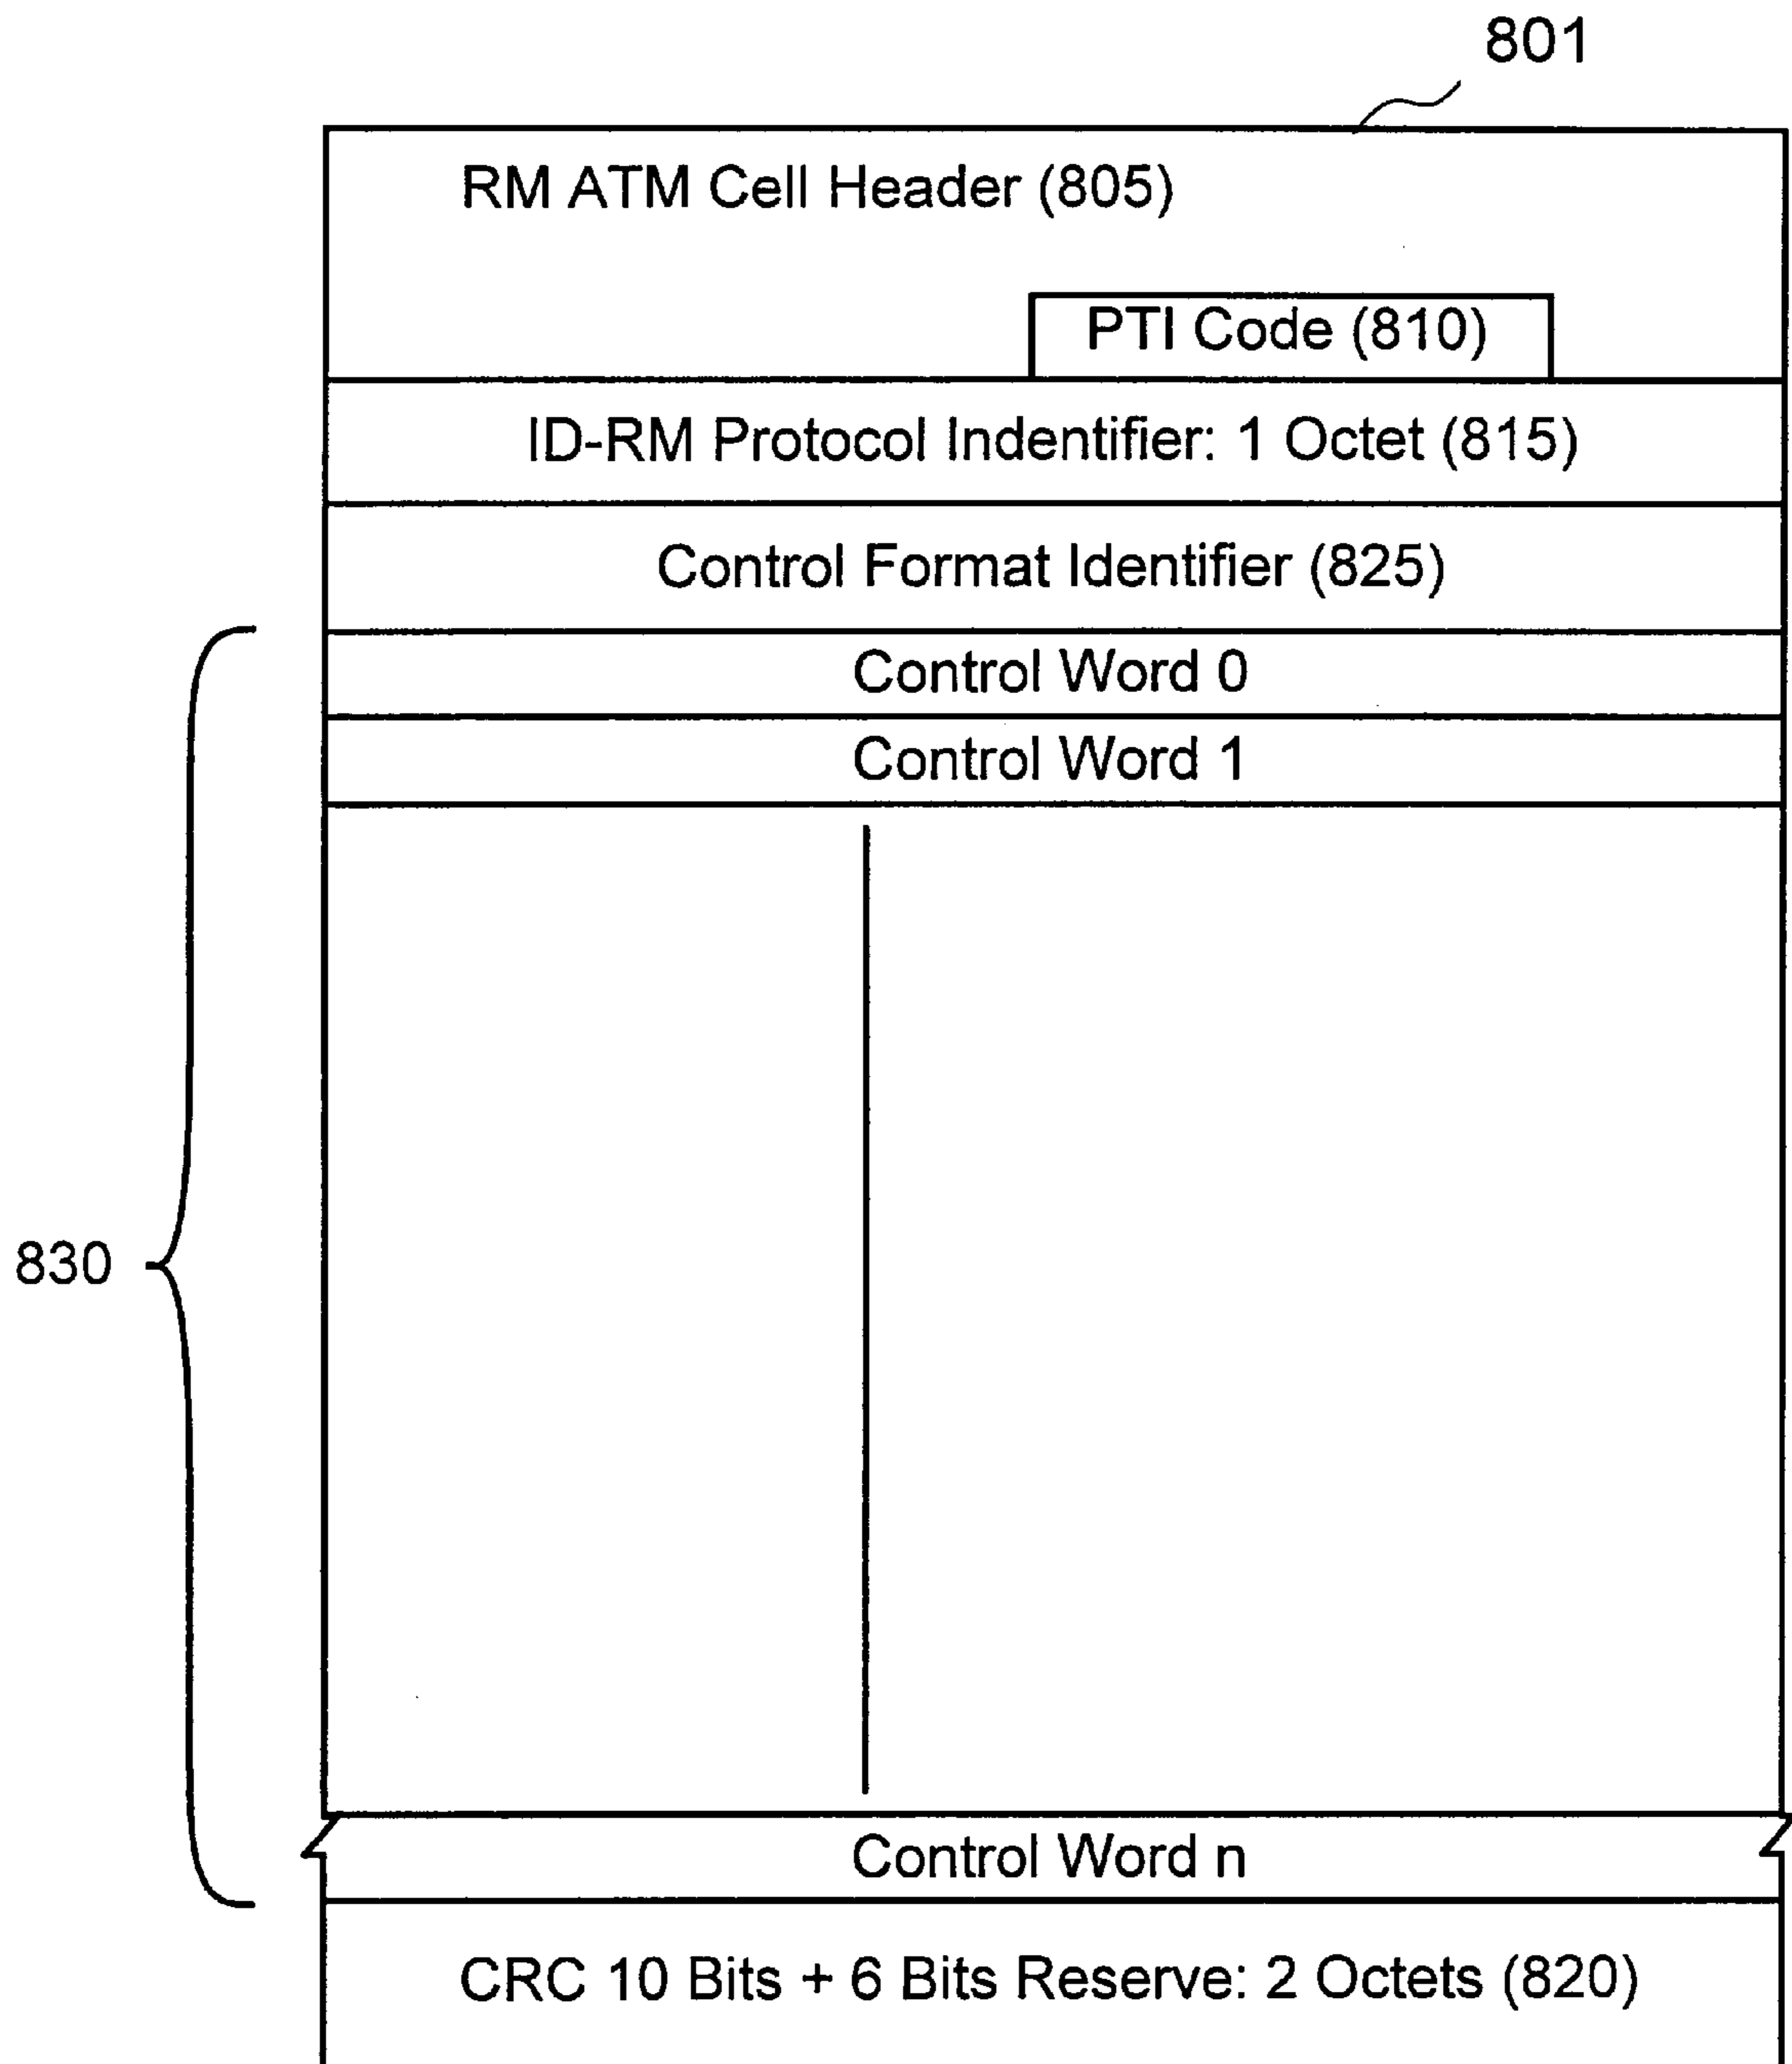 801
RM ATM Cell Header (805)
PTI Code (810)
ID-RM Protocol Indentifier: 1 Octet (815)
Control Format Identifier (825)
Control Word 0
Control Word 1
830
Control Word n
CRC 10 Bits + 6 Bits Reserve: 2 Octets (820)